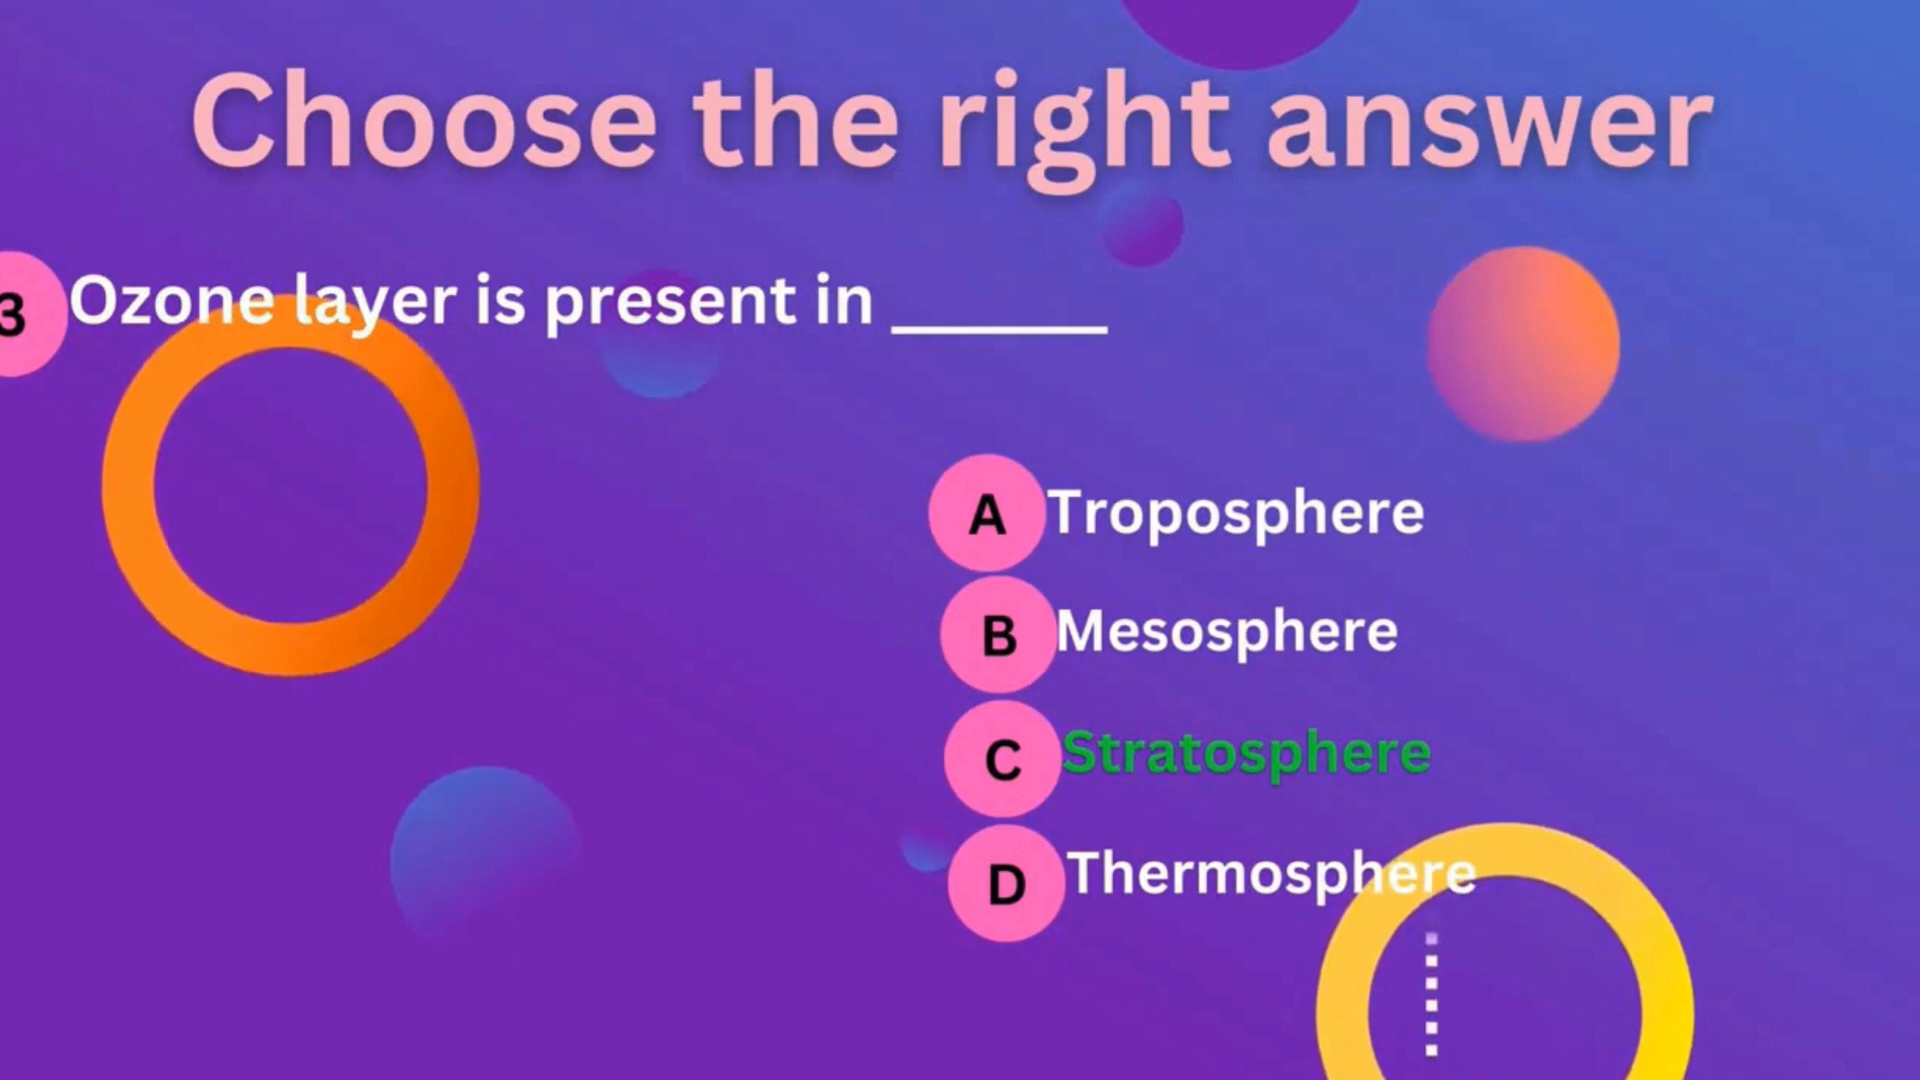 Choose the right answer
3 Ozone layer is present in ______
A Troposphere
B Mesosphere
C Stratosphere
D Thermosphere